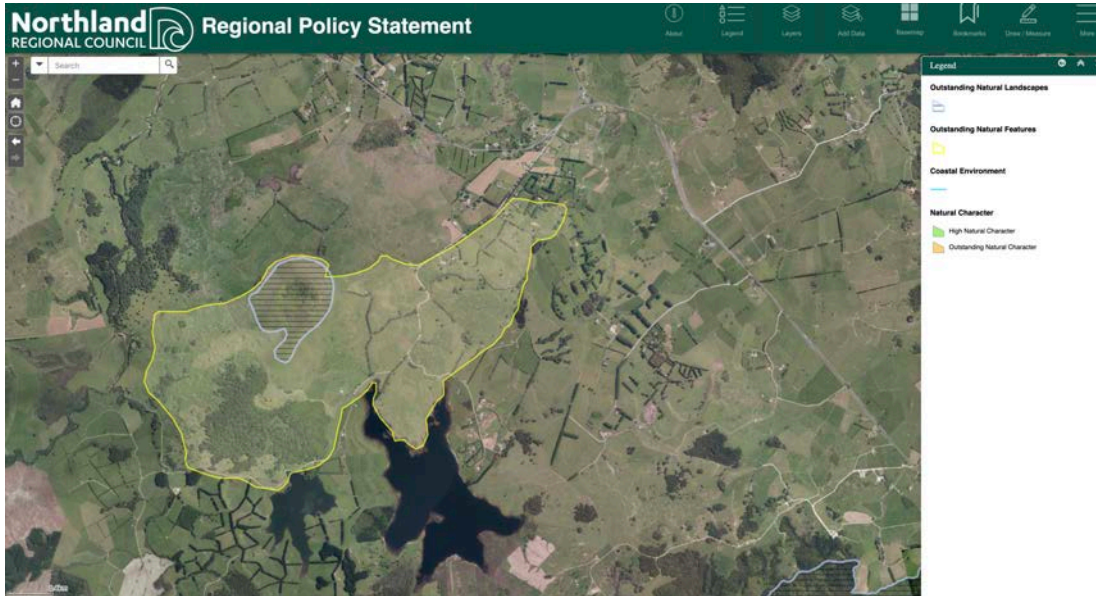 Northland
REGIONAL COUNCIL
Regional Policy Statement
About
Legend
Layers
Add Data
Basemap
Bookmarks
Draw / Measure
More
Search
Legend
Outstanding Natural Landscapes
Outstanding Natural Features
Coastal Environment
Natural Character
High Natural Character
Outstanding Natural Character